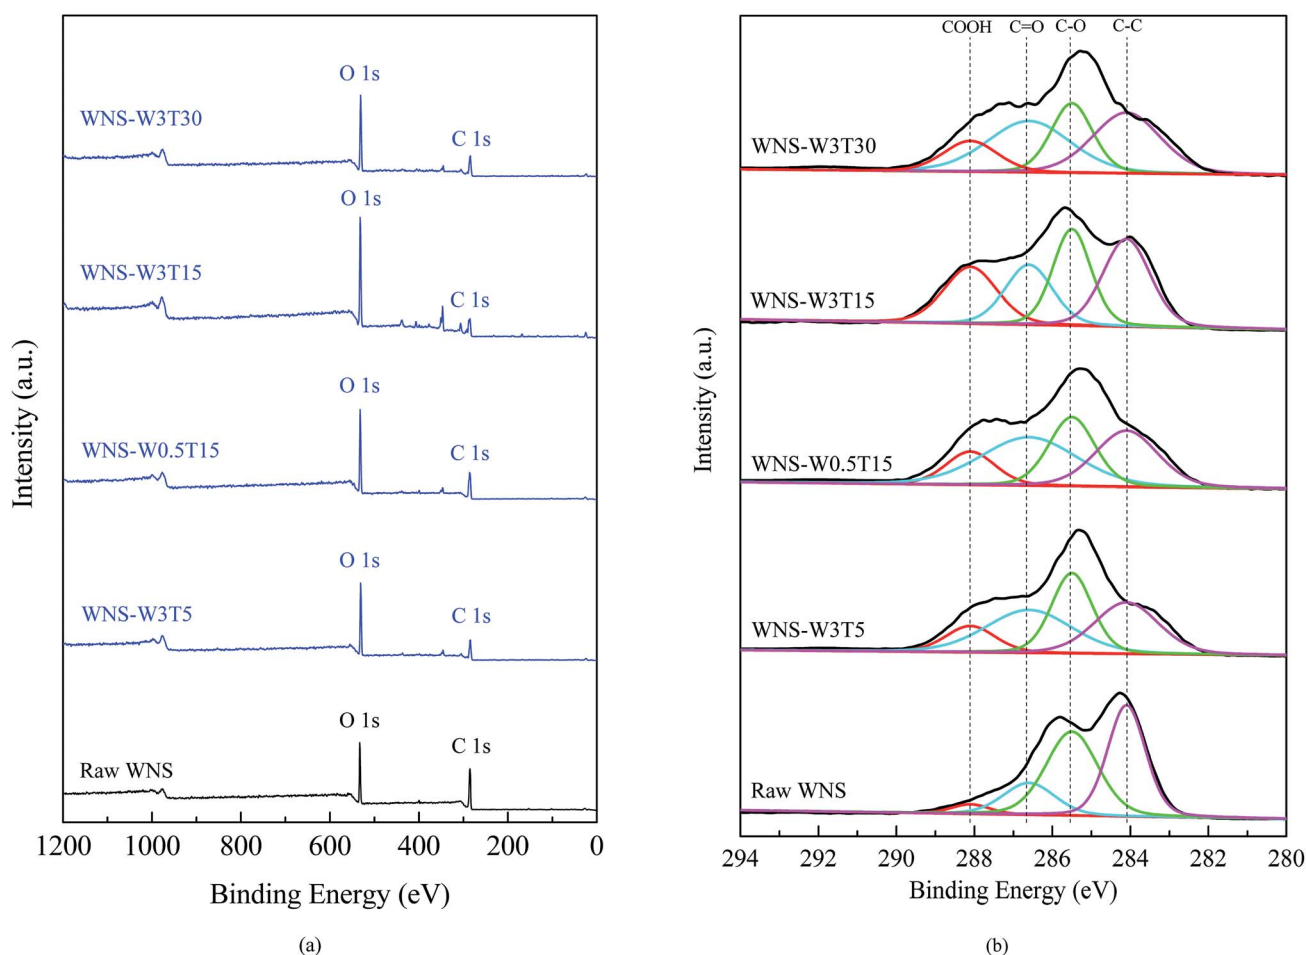 O 1s
WNS-W3T30
C 1s
O 1s
WNS-W3T15
C 1s
O 1s
WNS-W0.5T15
C 1s
O 1s
WNS-W3T5
C 1s
O 1s
C 1s
Raw WNS
Intensity (a.u.)
1200 1000 800 600 400 200 0
Binding Energy (eV)
(a)
COOH C=O C-O C-C
WNS-W3T30
WNS-W3T15
WNS-W0.5T15
WNS-W3T5
Raw WNS
Intensity (a.u.)
294 292 290 288 286 284 282 280
Binding Energy (eV)
(b)